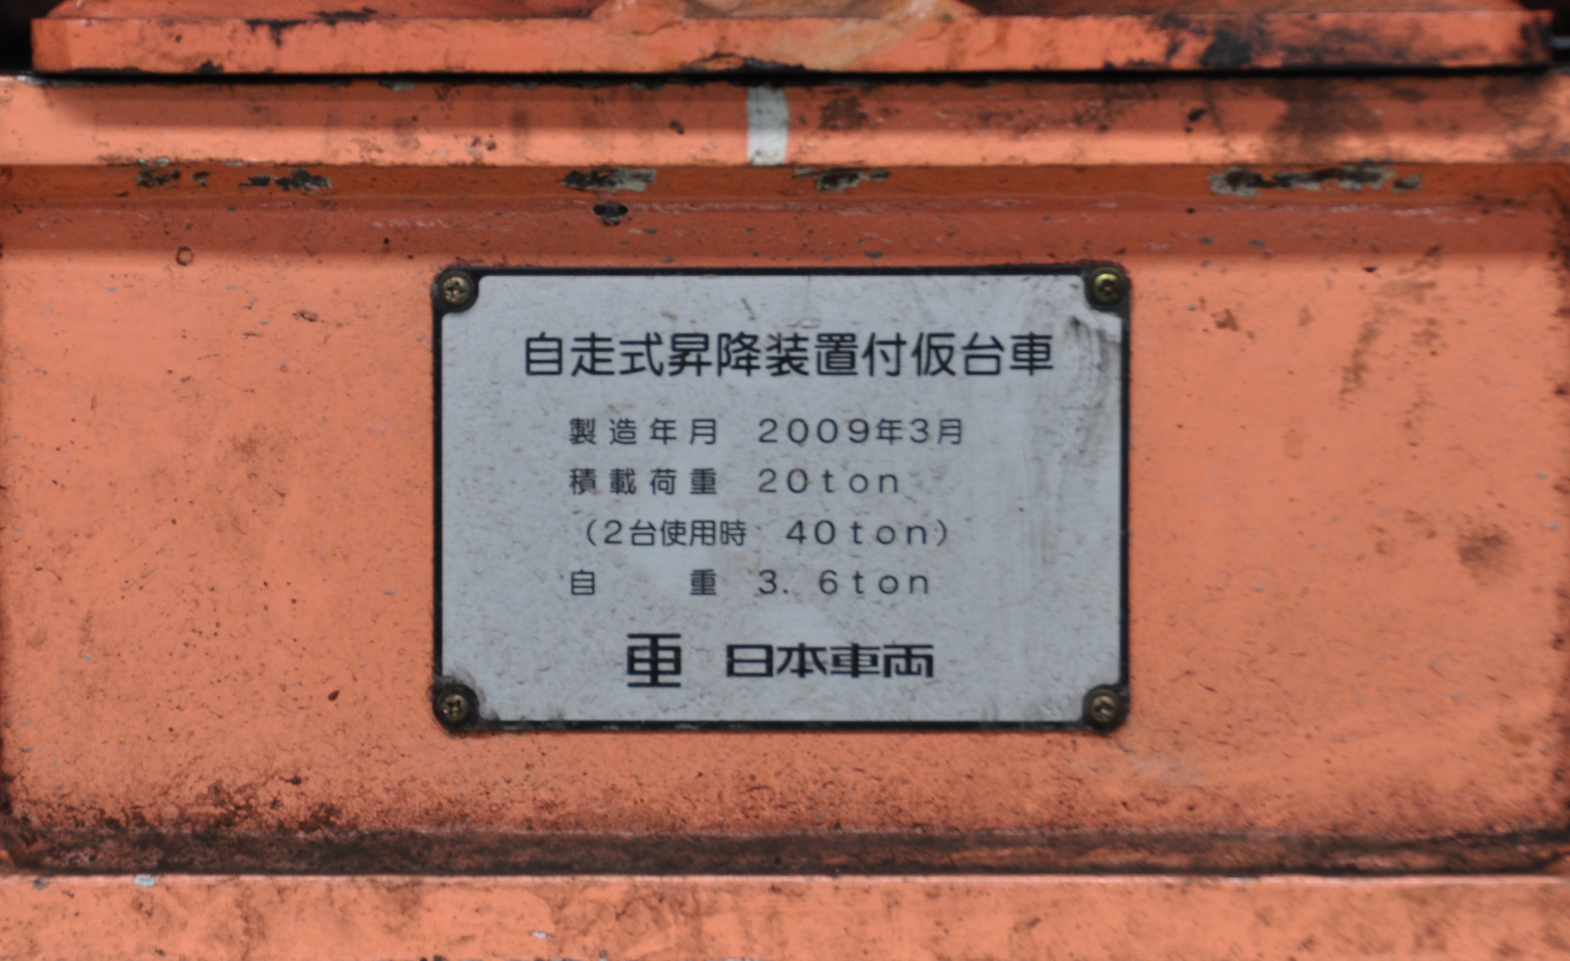 自走式昇降装置付仮台車
製造年月　2009年3月
積載荷重　20ton
（2台使用時　40ton）
自　　　重　3.6ton
日本車両